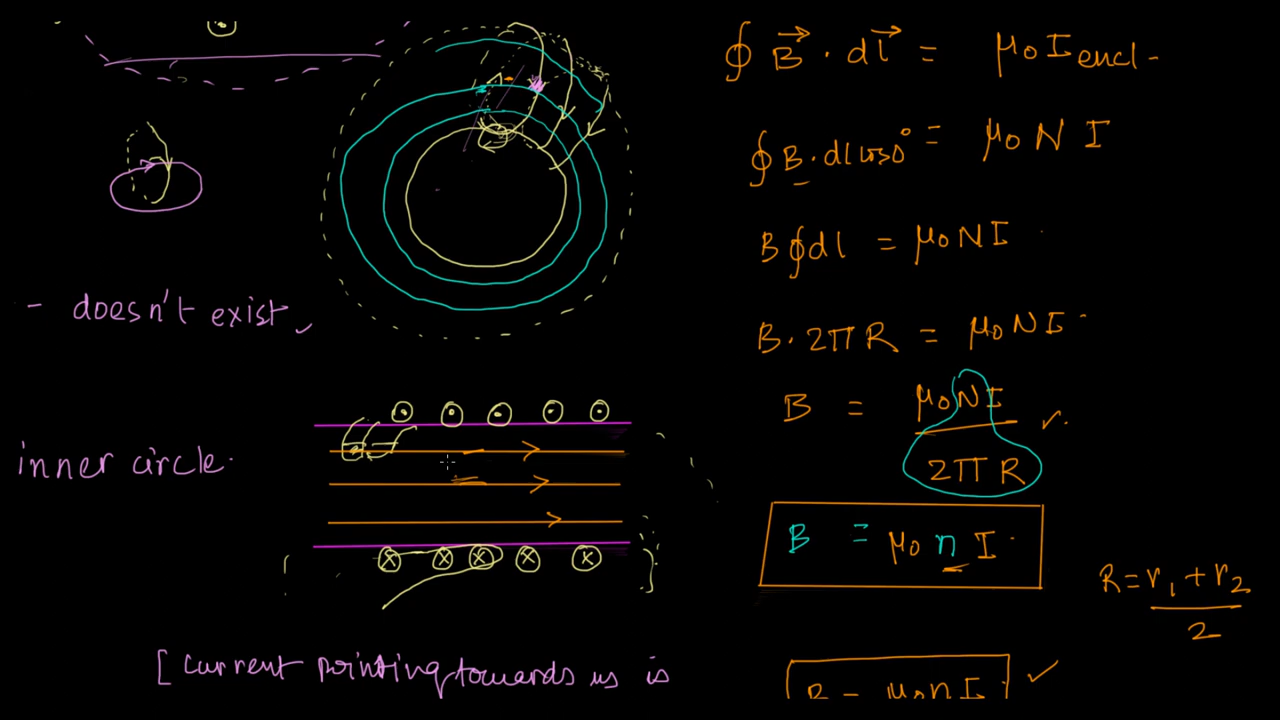 - doesn't exist
inner circle.
[ current pointing towards us is
∮ B⃗ · dl⃗ = μ₀ I encl.
∮ B · dl cos 0° = μ₀ N I
B ∮ dl = μ₀ N I
B · 2π R = μ₀ N I
B = μ₀ N I / 2π R ✓
B = μ₀ n I
R = r₁ + r₂ / 2
B = μ₀ n I ✓